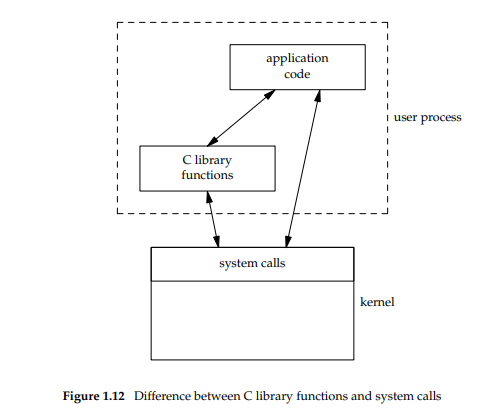 application
code
user process
C library
functions
system calls
kernel
Figure 1.12 Difference between C library functions and system calls